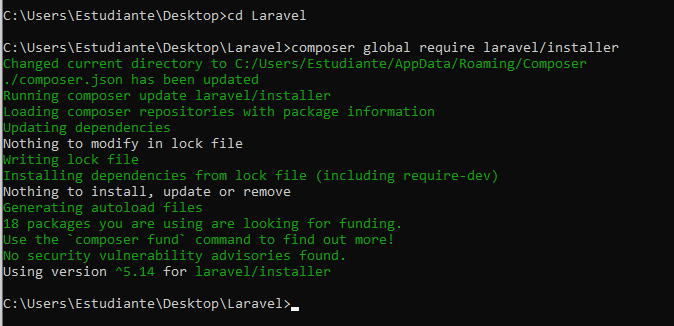 C:\Users\Estudiante\Desktop>cd Laravel
C:\Users\Estudiante\Desktop\Laravel>composer global require laravel/installer
Changed current directory to C:/Users/Estudiante/AppData/Roaming/Composer
./composer.json has been updated
Running composer update laravel/installer
Loading composer repositories with package information
Updating dependencies
Nothing to modify in lock file
Writing lock file
Installing dependencies from lock file (including require-dev)
Nothing to install, update or remove
Generating autoload files
18 packages you are using are looking for funding.
Use the `composer fund` command to find out more!
No security vulnerability advisories found.
Using version ^5.14 for laravel/installer
C:\Users\Estudiante\Desktop\Laravel>